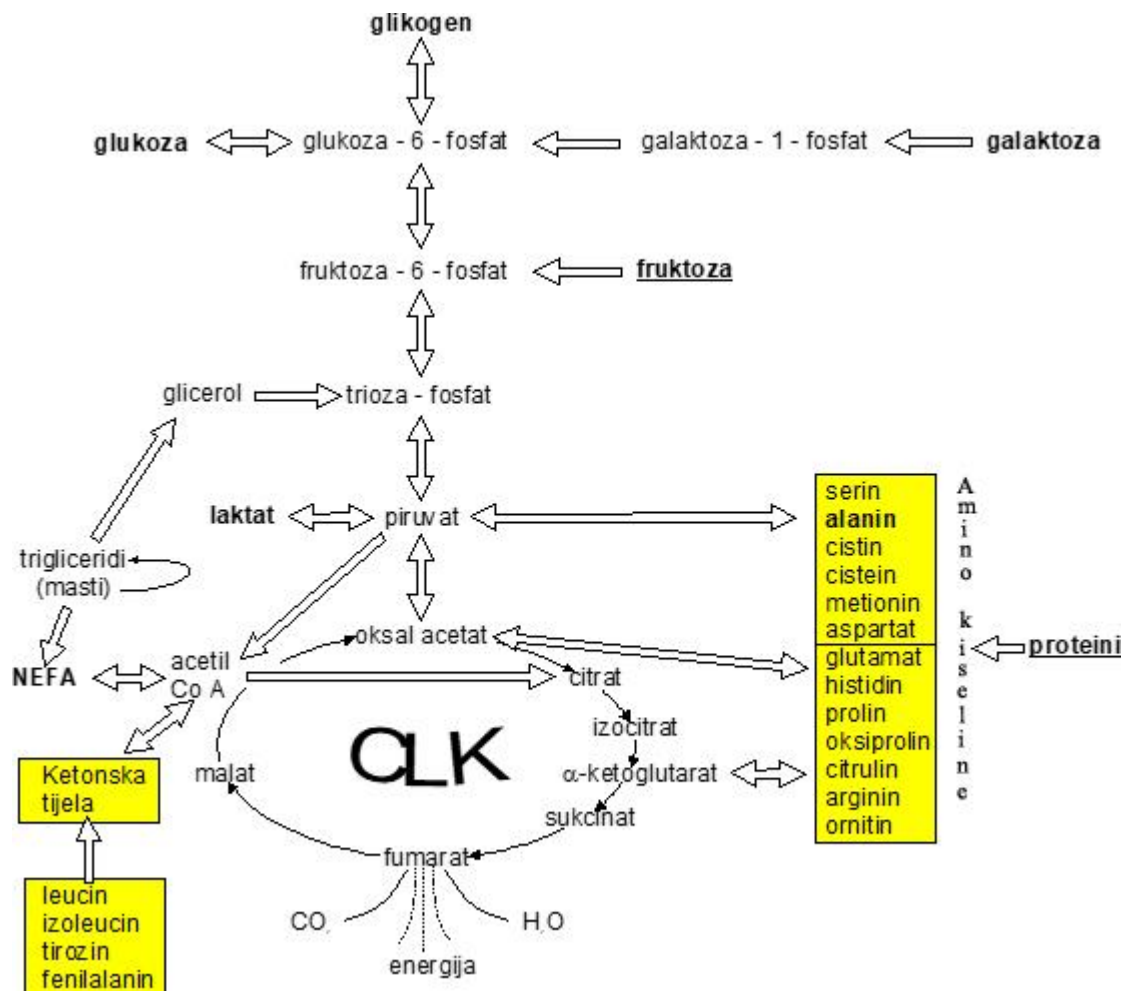 glikogen
glukoza
glukoza - 6 - fosfat
galaktoza - 1 - fosfat
galaktoza
fruktoza - 6 - fosfat
fruktoza
glicerol
trioza - fosfat
laktat
piruvat
serin
alanin
cistin
cistein
metionin
aspartat
glutamat
histidin
prolin
oksiprolin
citrulin
arginin
ornitin
Amino kiseline
proteini
trigliceridi
(masti)
NEFA
acetil
Co A
oksal acetat
citrat
izocitrat
α-ketoglutarat
sukcinat
fumarat
malat
CLK
Ketonska
tijela
leucin
izoleucin
tirozin
fenilalanin
CO,
H,O
energija